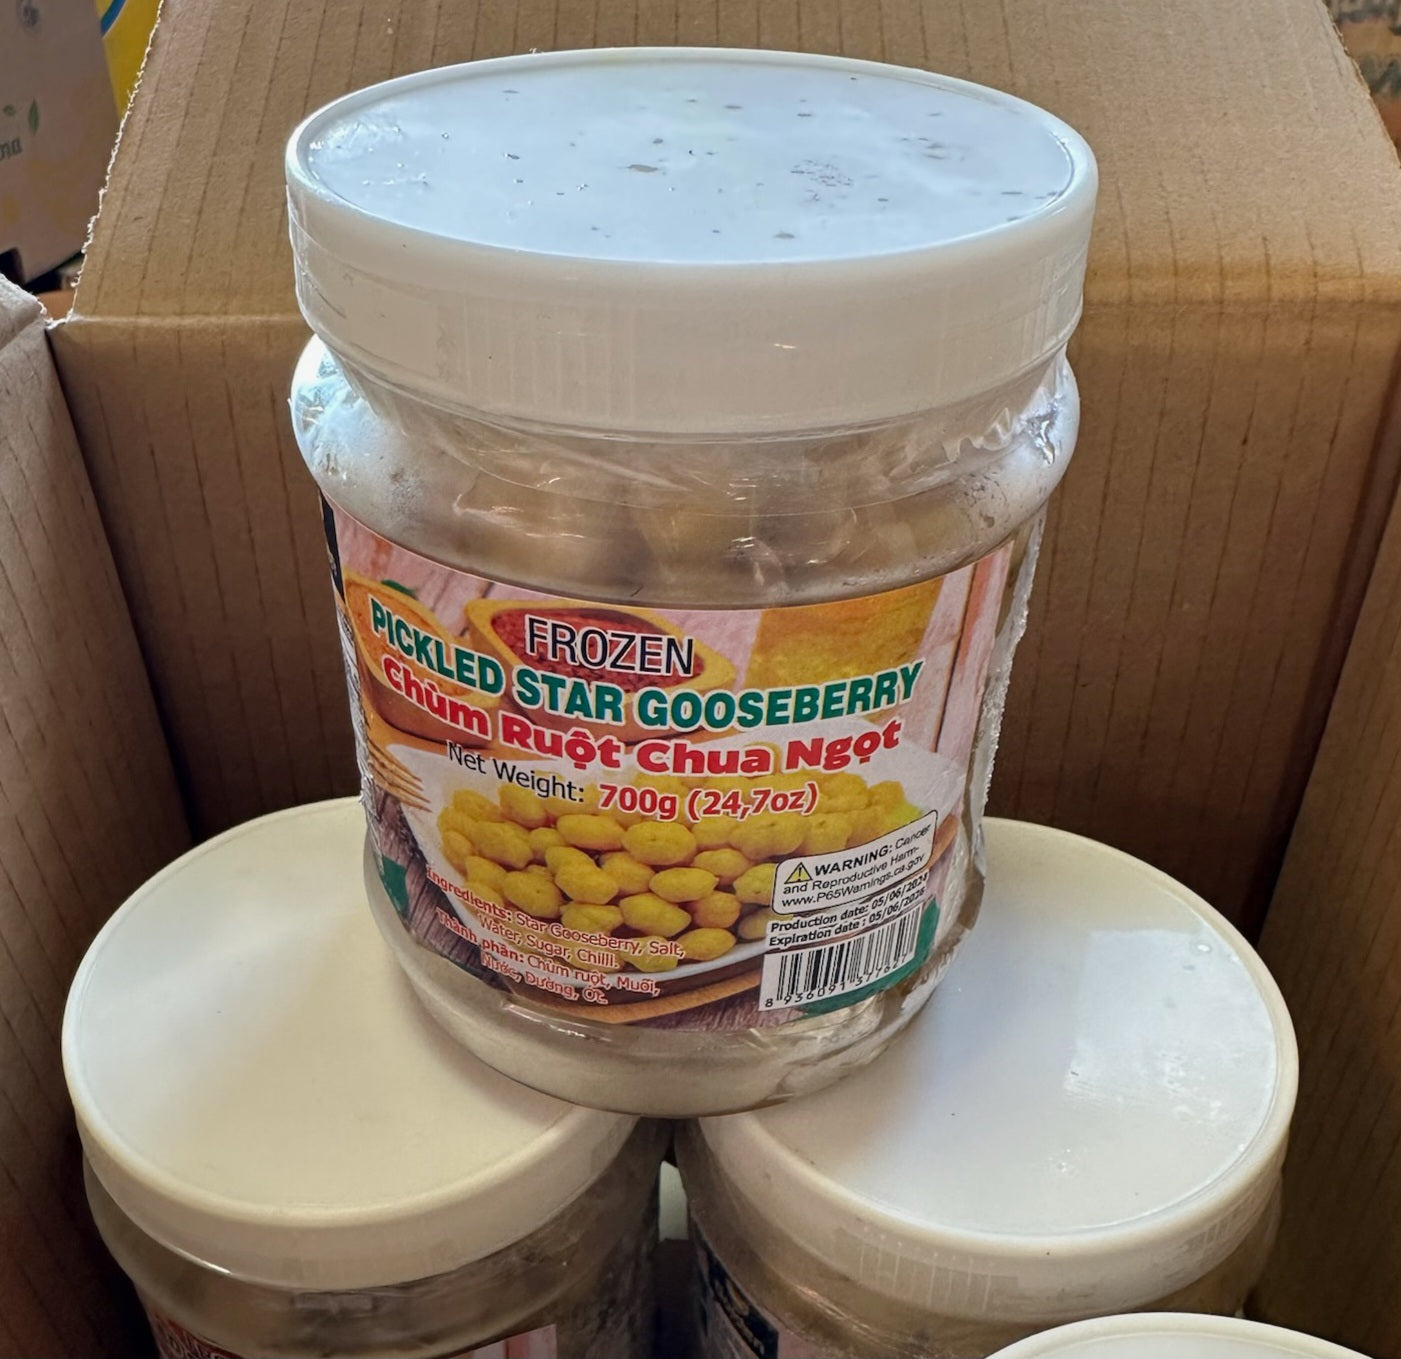 FROZEN
PICKLED STAR GOOSEBERRY
Chùm Ruột Chua Ngọt
Net Weight: 700g (24,7oz)
WARNING: Cancer
and Reproductive Harm-
www.P65Warnings.ca.gov
Production date: 05/06/2024
Expiration date : 05/06/2026
Ingredients: Star Gooseberry, Salt,
Water, Sugar, Chilli.
Thành phần: Chùm ruột, Muối,
Nước, Đường, Ớt.